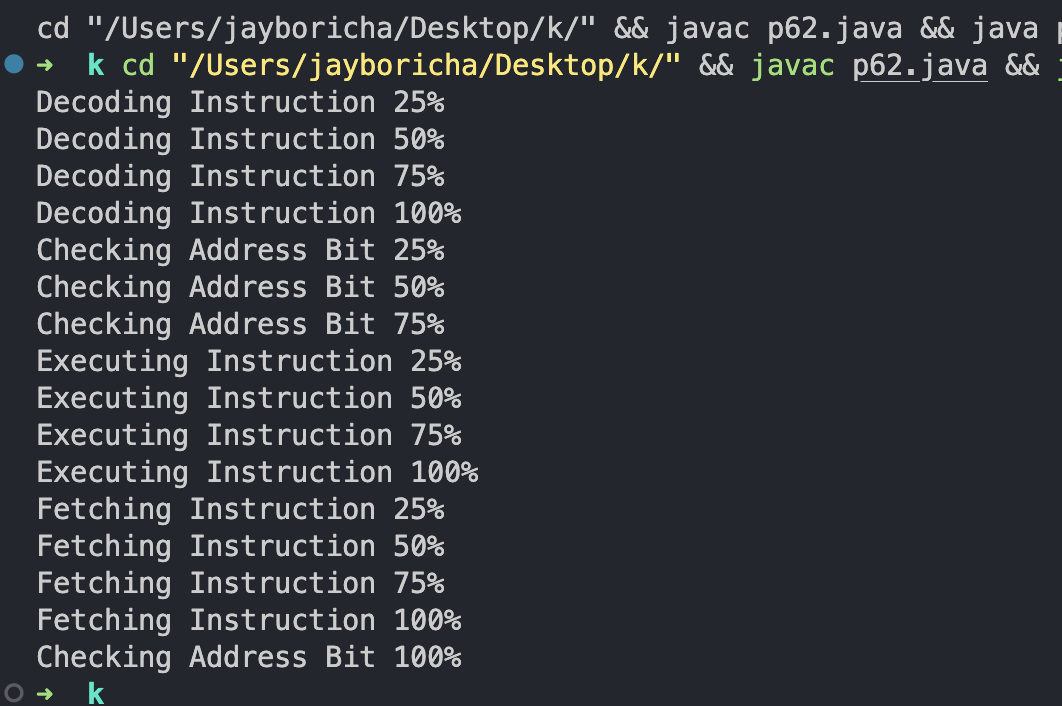 cd "/Users/jayboricha/Desktop/k/" && javac p62.java && java
➜ k cd "/Users/jayboricha/Desktop/k/" && javac p62.java &&
Decoding Instruction 25%
Decoding Instruction 50%
Decoding Instruction 75%
Decoding Instruction 100%
Checking Address Bit 25%
Checking Address Bit 50%
Checking Address Bit 75%
Executing Instruction 25%
Executing Instruction 50%
Executing Instruction 75%
Executing Instruction 100%
Fetching Instruction 25%
Fetching Instruction 50%
Fetching Instruction 75%
Fetching Instruction 100%
Checking Address Bit 100%
➜ k